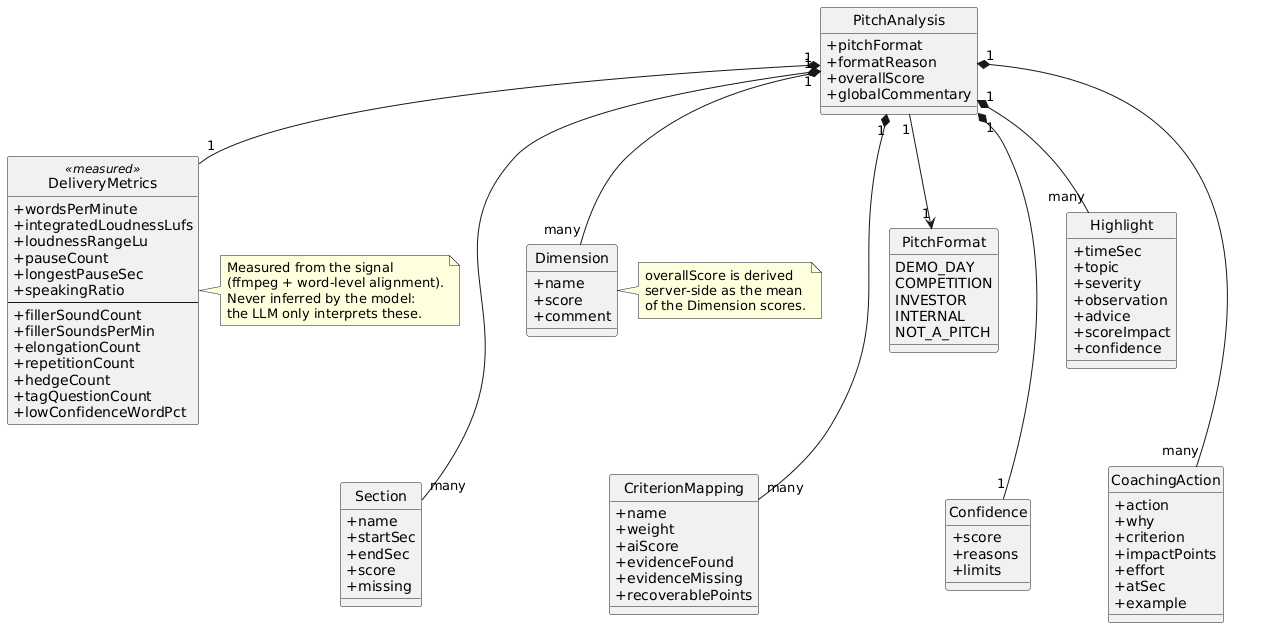 PitchAnalysis
+pitchFormat
+formatReason
+overallScore
+globalCommentary
1
1
1
1
1
1
1
1
1
«measured»
DeliveryMetrics
+wordsPerMinute
+integratedLoudnessLufs
+loudnessRangeLu
+pauseCount
+longestPauseSec
+speakingRatio
+fillerSoundCount
+fillerSoundsPerMin
+elongationCount
+repetitionCount
+hedgeCount
+tagQuestionCount
+lowConfidenceWordPct
Measured from the signal
(ffmpeg + word-level alignment).
Never inferred by the model:
the LLM only interprets these.
many
Dimension
+name
+score
+comment
overallScore is derived
server-side as the mean
of the Dimension scores.
1
PitchFormat
DEMO_DAY
COMPETITION
INVESTOR
INTERNAL
NOT_A_PITCH
many
Highlight
+timeSec
+topic
+severity
+observation
+advice
+scoreImpact
+confidence
many
Section
+name
+startSec
+endSec
+score
+missing
many
CriterionMapping
+name
+weight
+aiScore
+evidenceFound
+evidenceMissing
+recoverablePoints
1
Confidence
+score
+reasons
+limits
many
CoachingAction
+action
+why
+criterion
+impactPoints
+effort
+atSec
+example